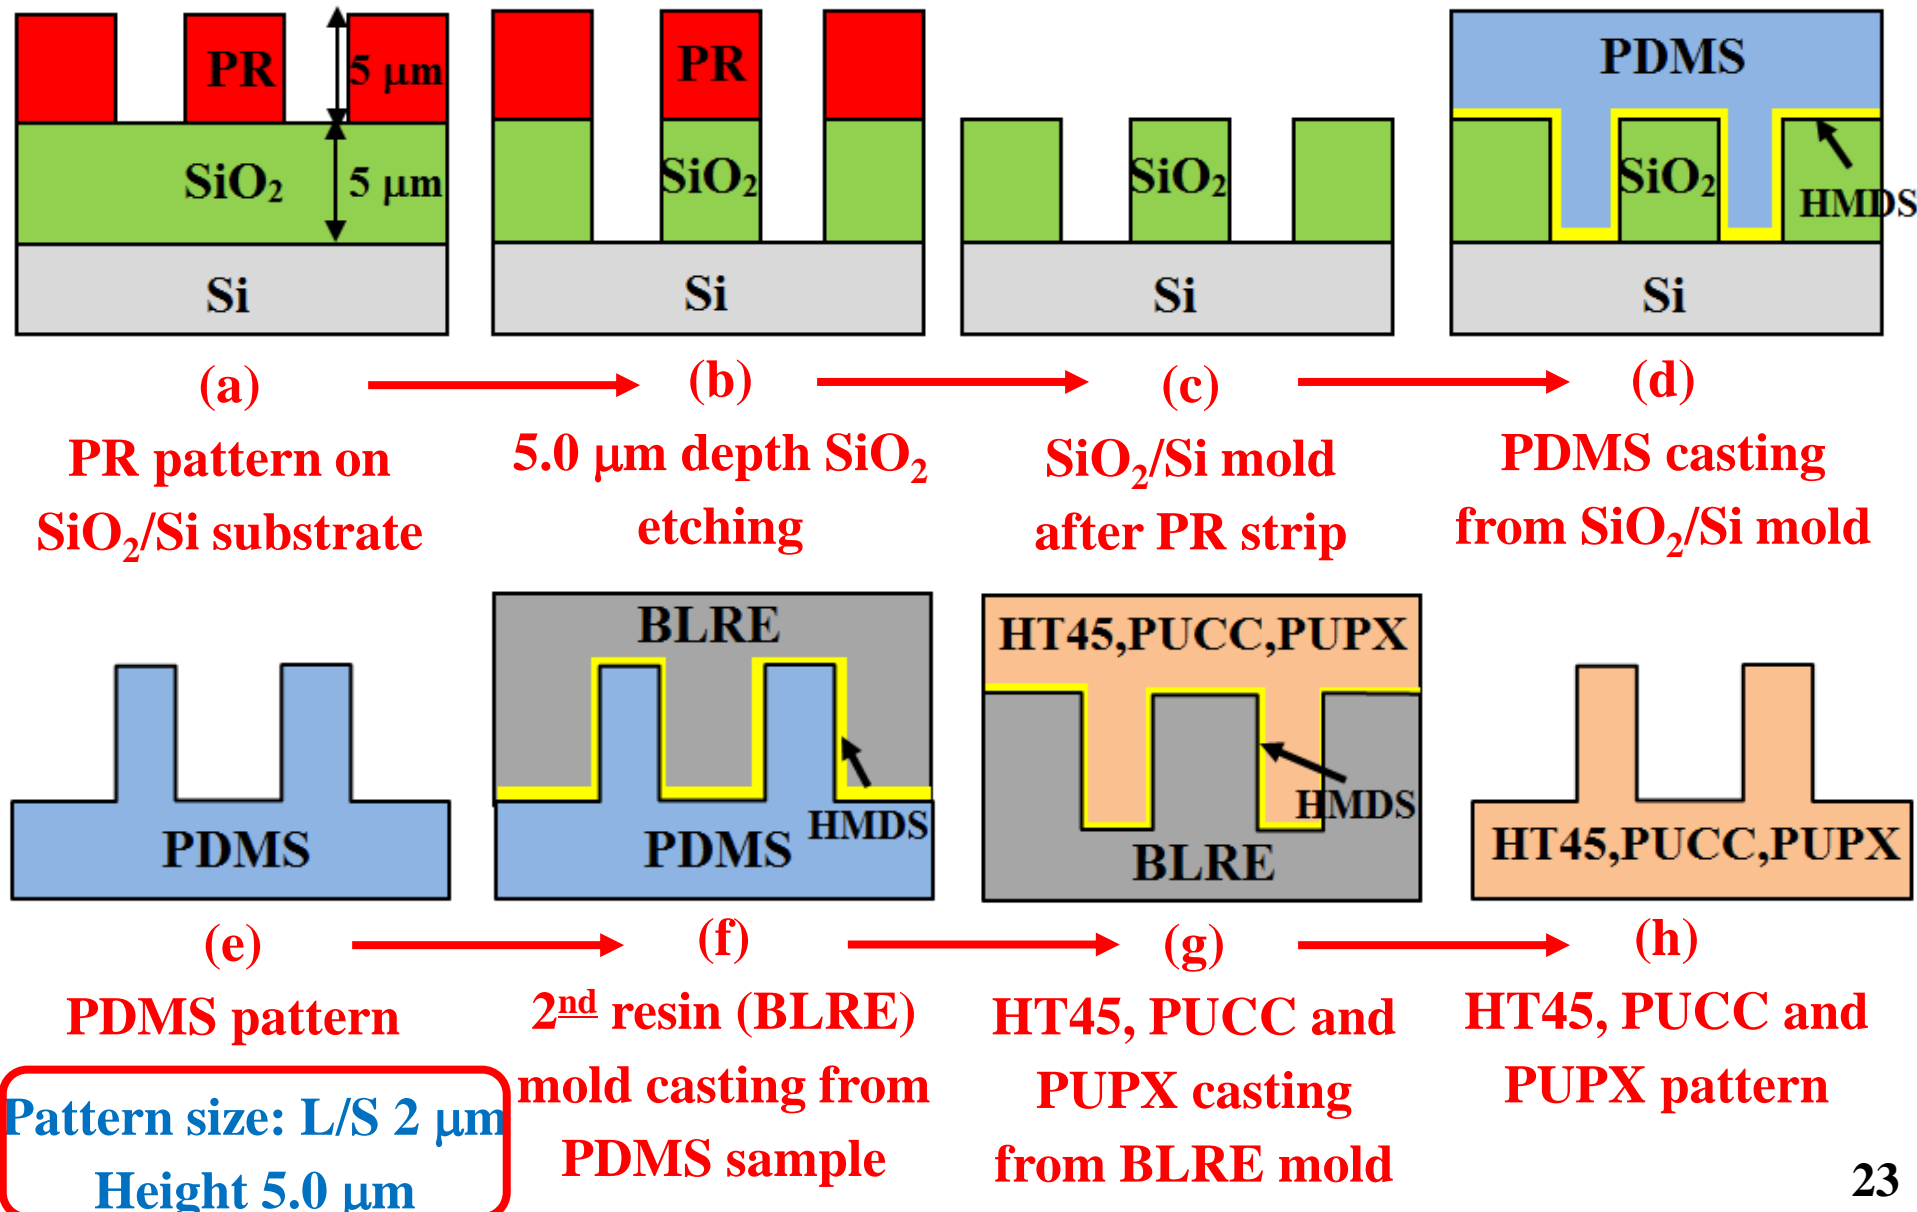 PR
5 μm
SiO₂
5 μm
Si
PR
SiO₂
Si
SiO₂
Si
PDMS
SiO₂
HMDS
Si
(a)
PR pattern on
SiO₂/Si substrate
(b)
5.0 μm depth SiO₂
etching
(c)
SiO₂/Si mold
after PR strip
(d)
PDMS casting
from SiO₂/Si mold
PDMS
BLRE
PDMS
HMDS
HT45,PUCC,PUPX
HMDS
BLRE
HT45,PUCC,PUPX
(e)
PDMS pattern
(f)
2nd resin (BLRE)
mold casting from
PDMS sample
(g)
HT45, PUCC and
PUPX casting
from BLRE mold
(h)
HT45, PUCC and
PUPX pattern
Pattern size: L/S 2 μm
Height 5.0 μm
23